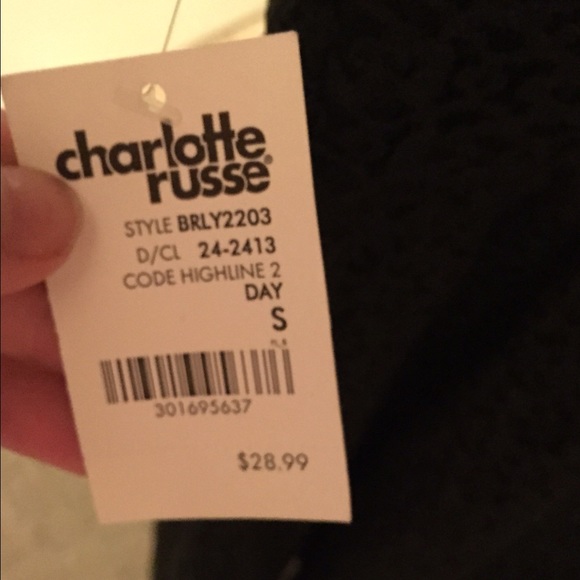 charlotte
russe®
STYLE BRLY2203
D/CL 24-2413
CODE HIGHLINE 2
DAY
S
301695637
$28.99